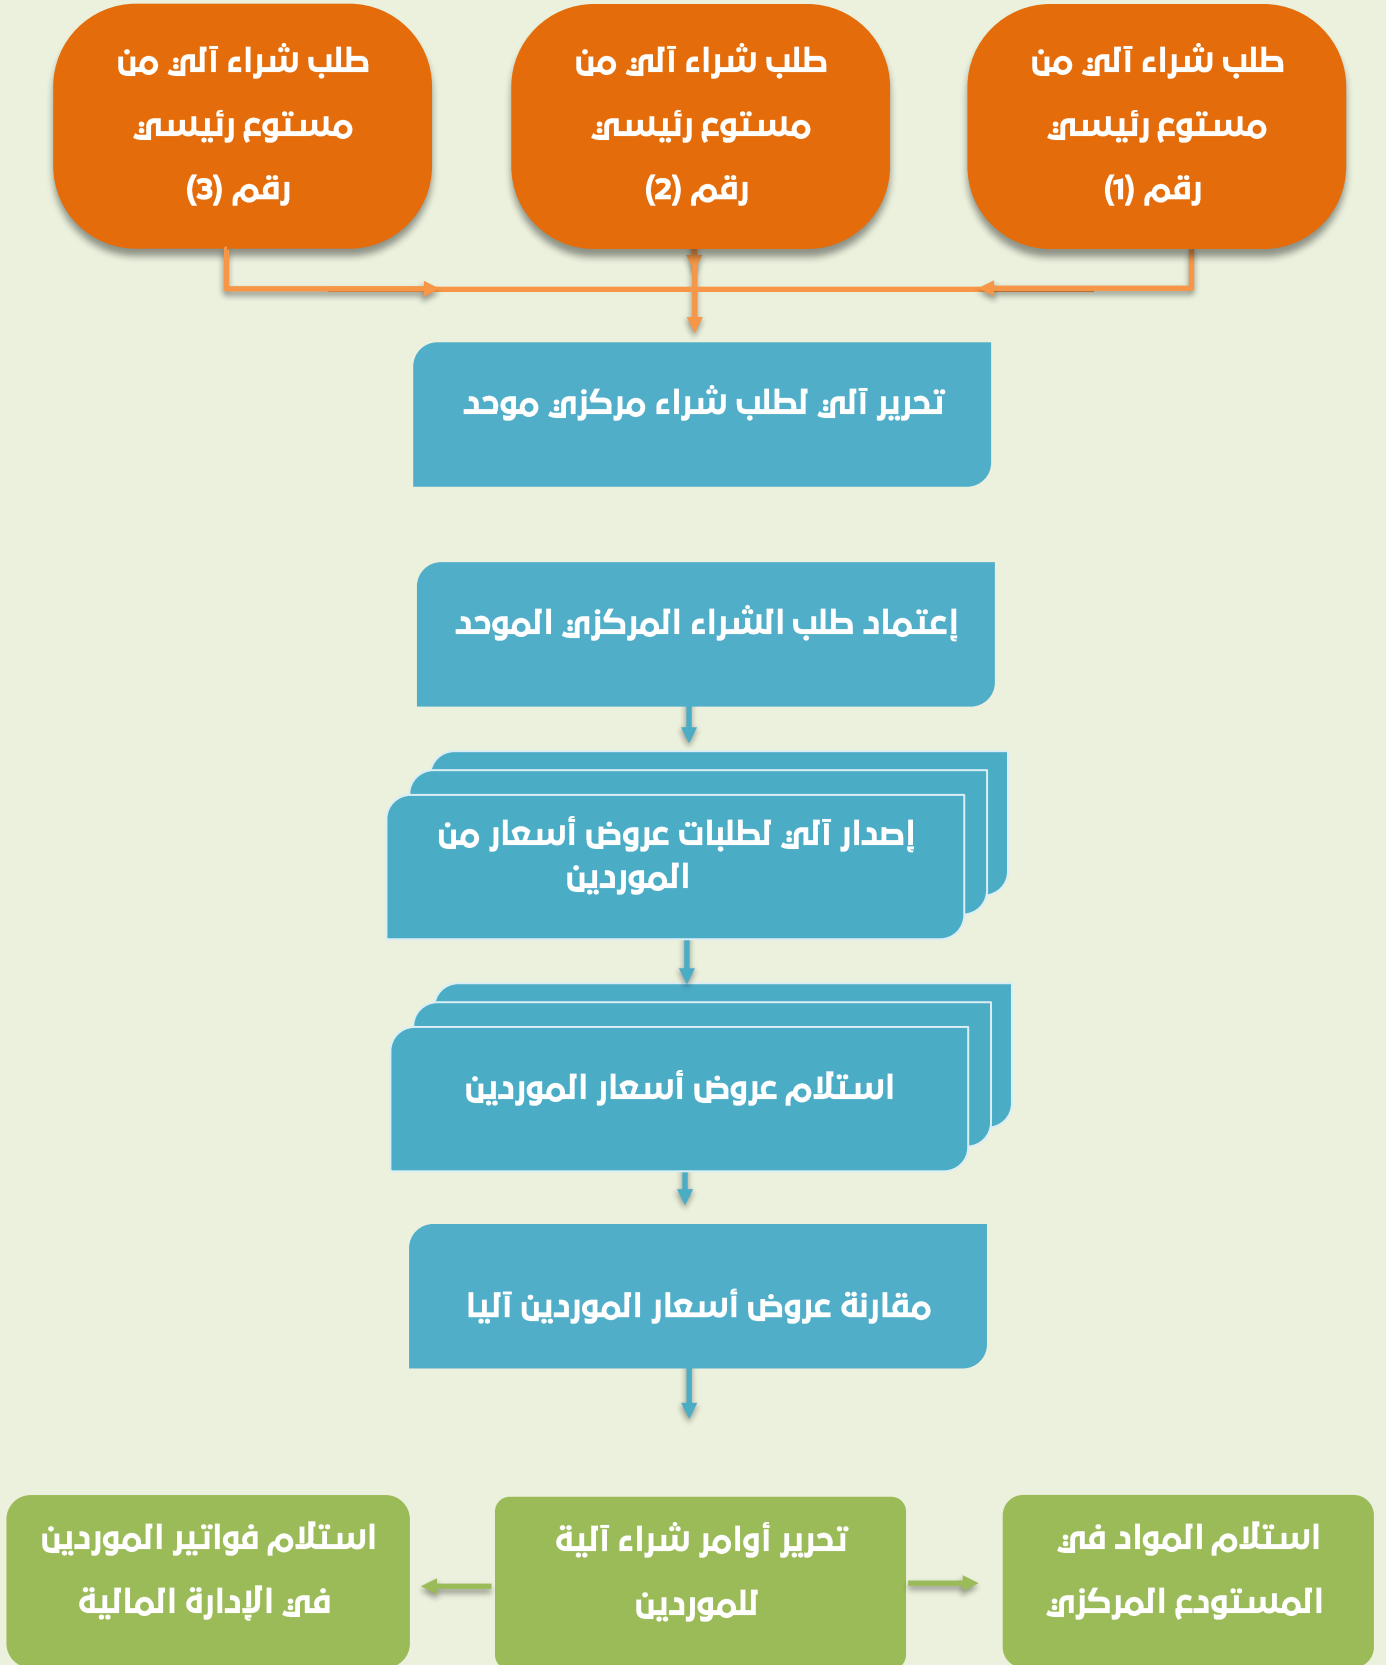 طلب شراء آلي من
مستوع رئيسي
رقم (1)
طلب شراء آلي من
مستوع رئيسي
رقم (2)
طلب شراء آلي من
مستوع رئيسي
رقم (3)
تحرير آلي لطلب شراء مركزي موحد
إعتماد طلب الشراء المركزي الموحد
إصدار آلي لطلبات عروض أسعار من
الموردين
استلام عروض أسعار الموردين
مقارنة عروض أسعار الموردين آليا
استلام المواد في
المستودع المركزي
تحرير أوامر شراء آلية
للموردين
استلام فواتير الموردين
في الإدارة المالية